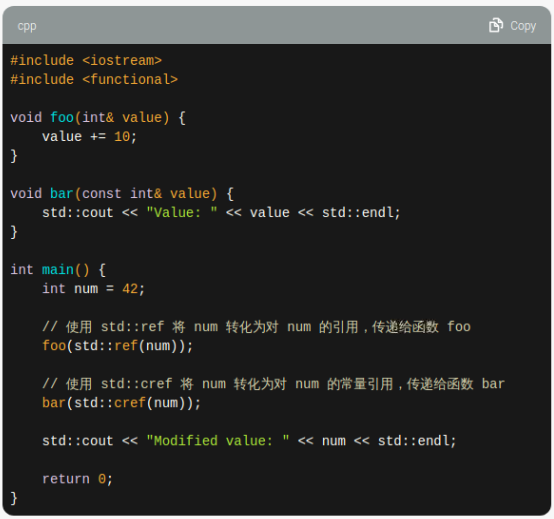 cpp
Copy
#include <iostream>
#include <functional>
void foo(int& value) {
    value += 10;
}
void bar(const int& value) {
    std::cout << "Value: " << value << std::endl;
}
int main() {
    int num = 42;
    // 使用 std::ref 将 num 转化为对 num 的引用，传递给函数 foo
    foo(std::ref(num));
    // 使用 std::cref 将 num 转化为对 num 的常量引用，传递给函数 bar
    bar(std::cref(num));
    std::cout << "Modified value: " << num << std::endl;
    return 0;
}